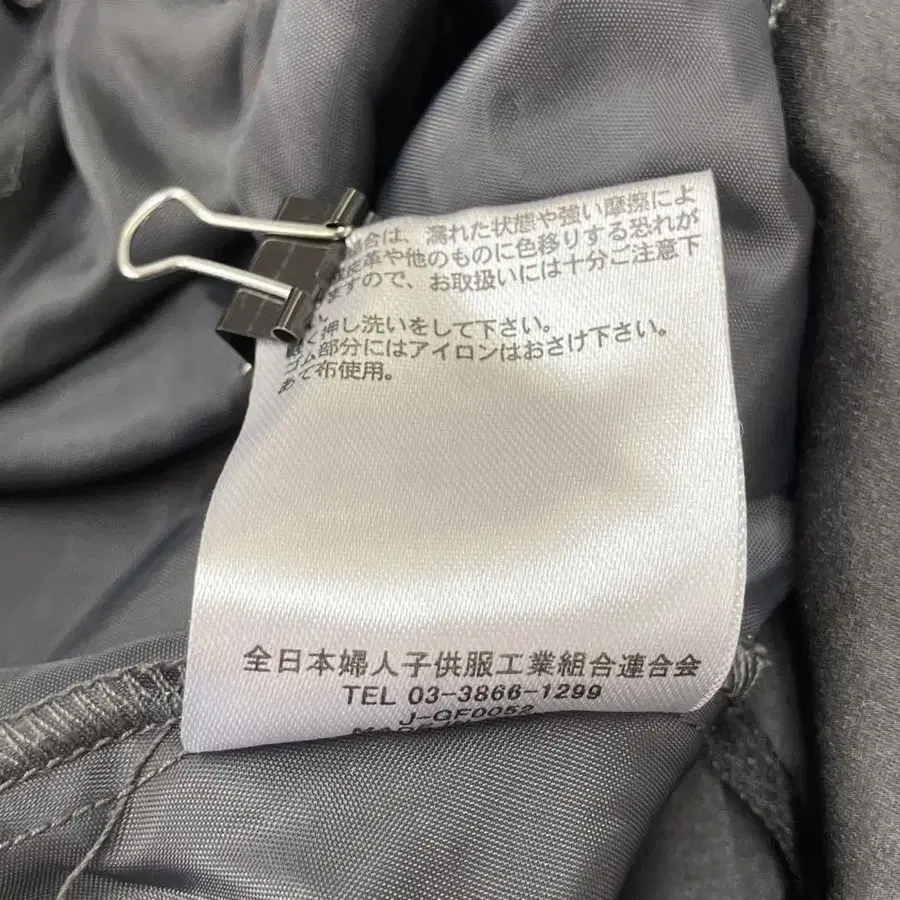 合は、濡れた状態や強い摩擦によ
皮革や他のものに色移りする恐れが
ますので、お取扱いには十分ご注意下
い。
く押し洗いをして下さい。
ゴム部分にはアイロンはおさけ下さい。
あて布使用。
全日本婦人子供服工業組合連合会
TEL 03-3866-1299
J-QF0052